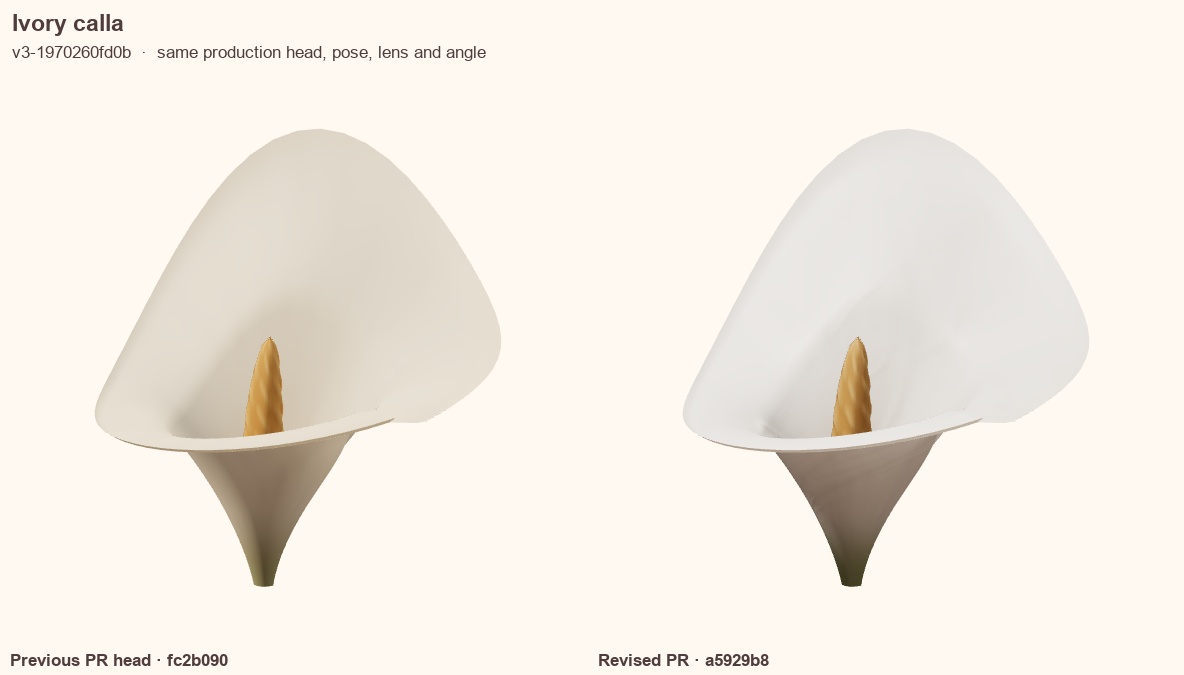 Ivory calla
v3-1970260fd0b · same production head, pose, lens and angle
Previous PR head · fc2b090
Revised PR · a5929b8